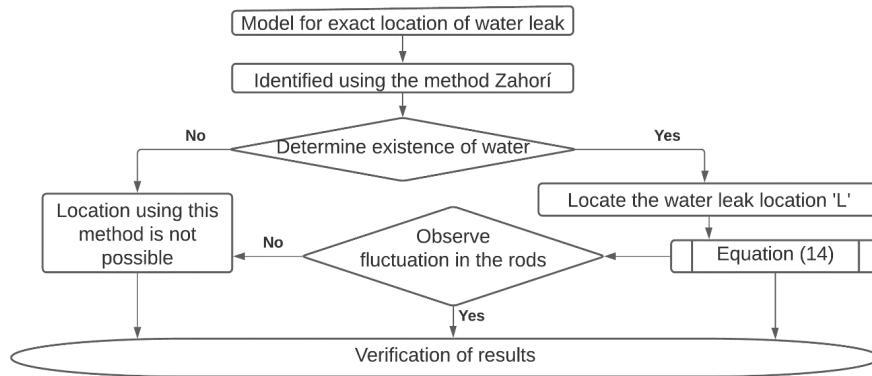 Model for exact location of water leak
Identified using the method Zahorí
Determine existence of water
No
Yes
Locate the water leak location 'L'
Location using this
method is not
possible
Observe
fluctuation in the rods
No
Equation (14)
Yes
Verification of results